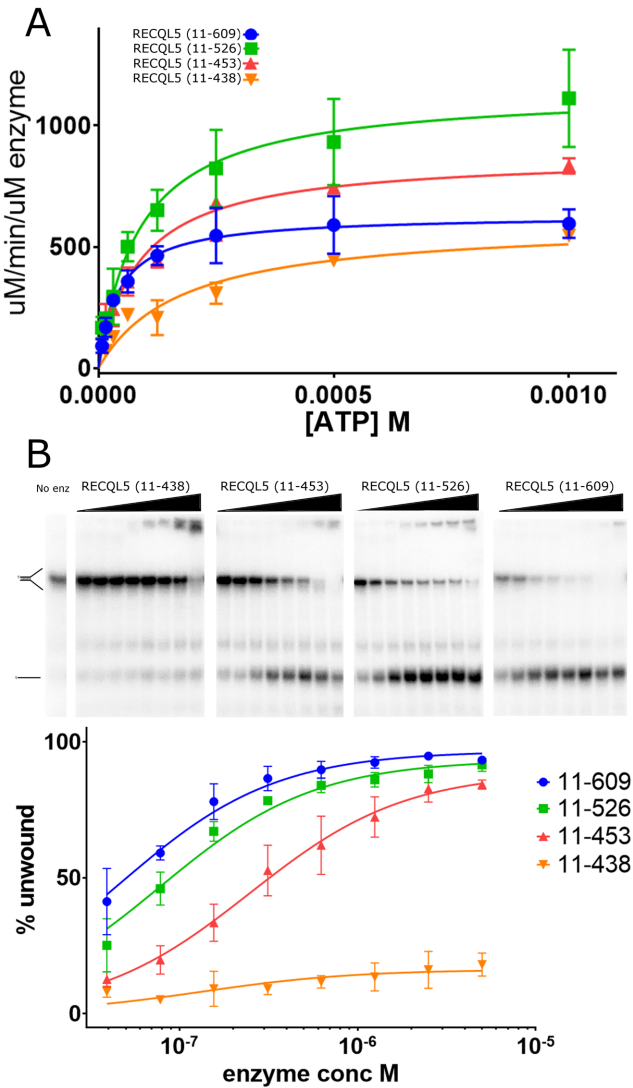 A
RECQL5 (11-609)
RECQL5 (11-526)
RECQL5 (11-453)
RECQL5 (11-438)
uM/min/uM enzyme
1000
500
0
0.0000 0.0005 0.0010
[ATP] M
B
No enz RECQL5 (11-438) RECQL5 (11-453) RECQL5 (11-526) RECQL5 (11-609)
% unwound
100
50
0
11-609
11-526
11-453
11-438
10-7 10-6 10-5
enzyme conc M